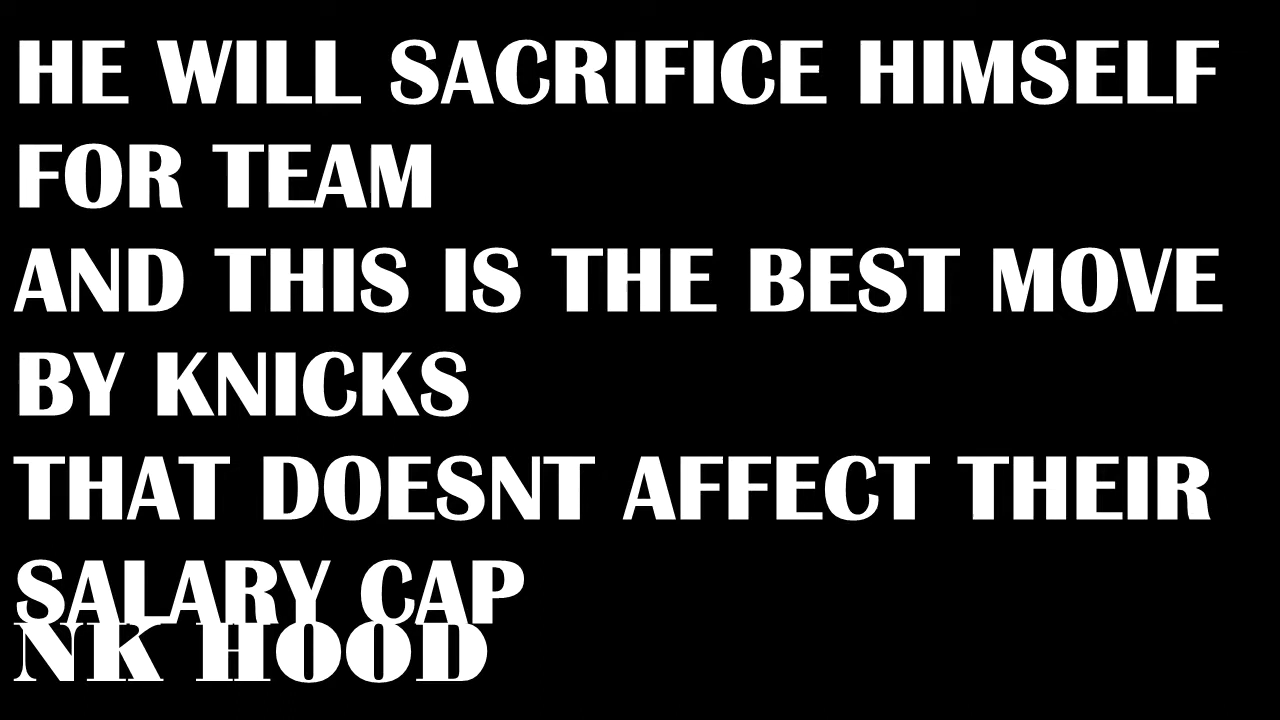 HE WILL SACRIFICE HIMSELF
FOR TEAM
AND THIS IS THE BEST MOVE
BY KNICKS
THAT DOESNT AFFECT THEIR
SALARY CAP
NK HOOD